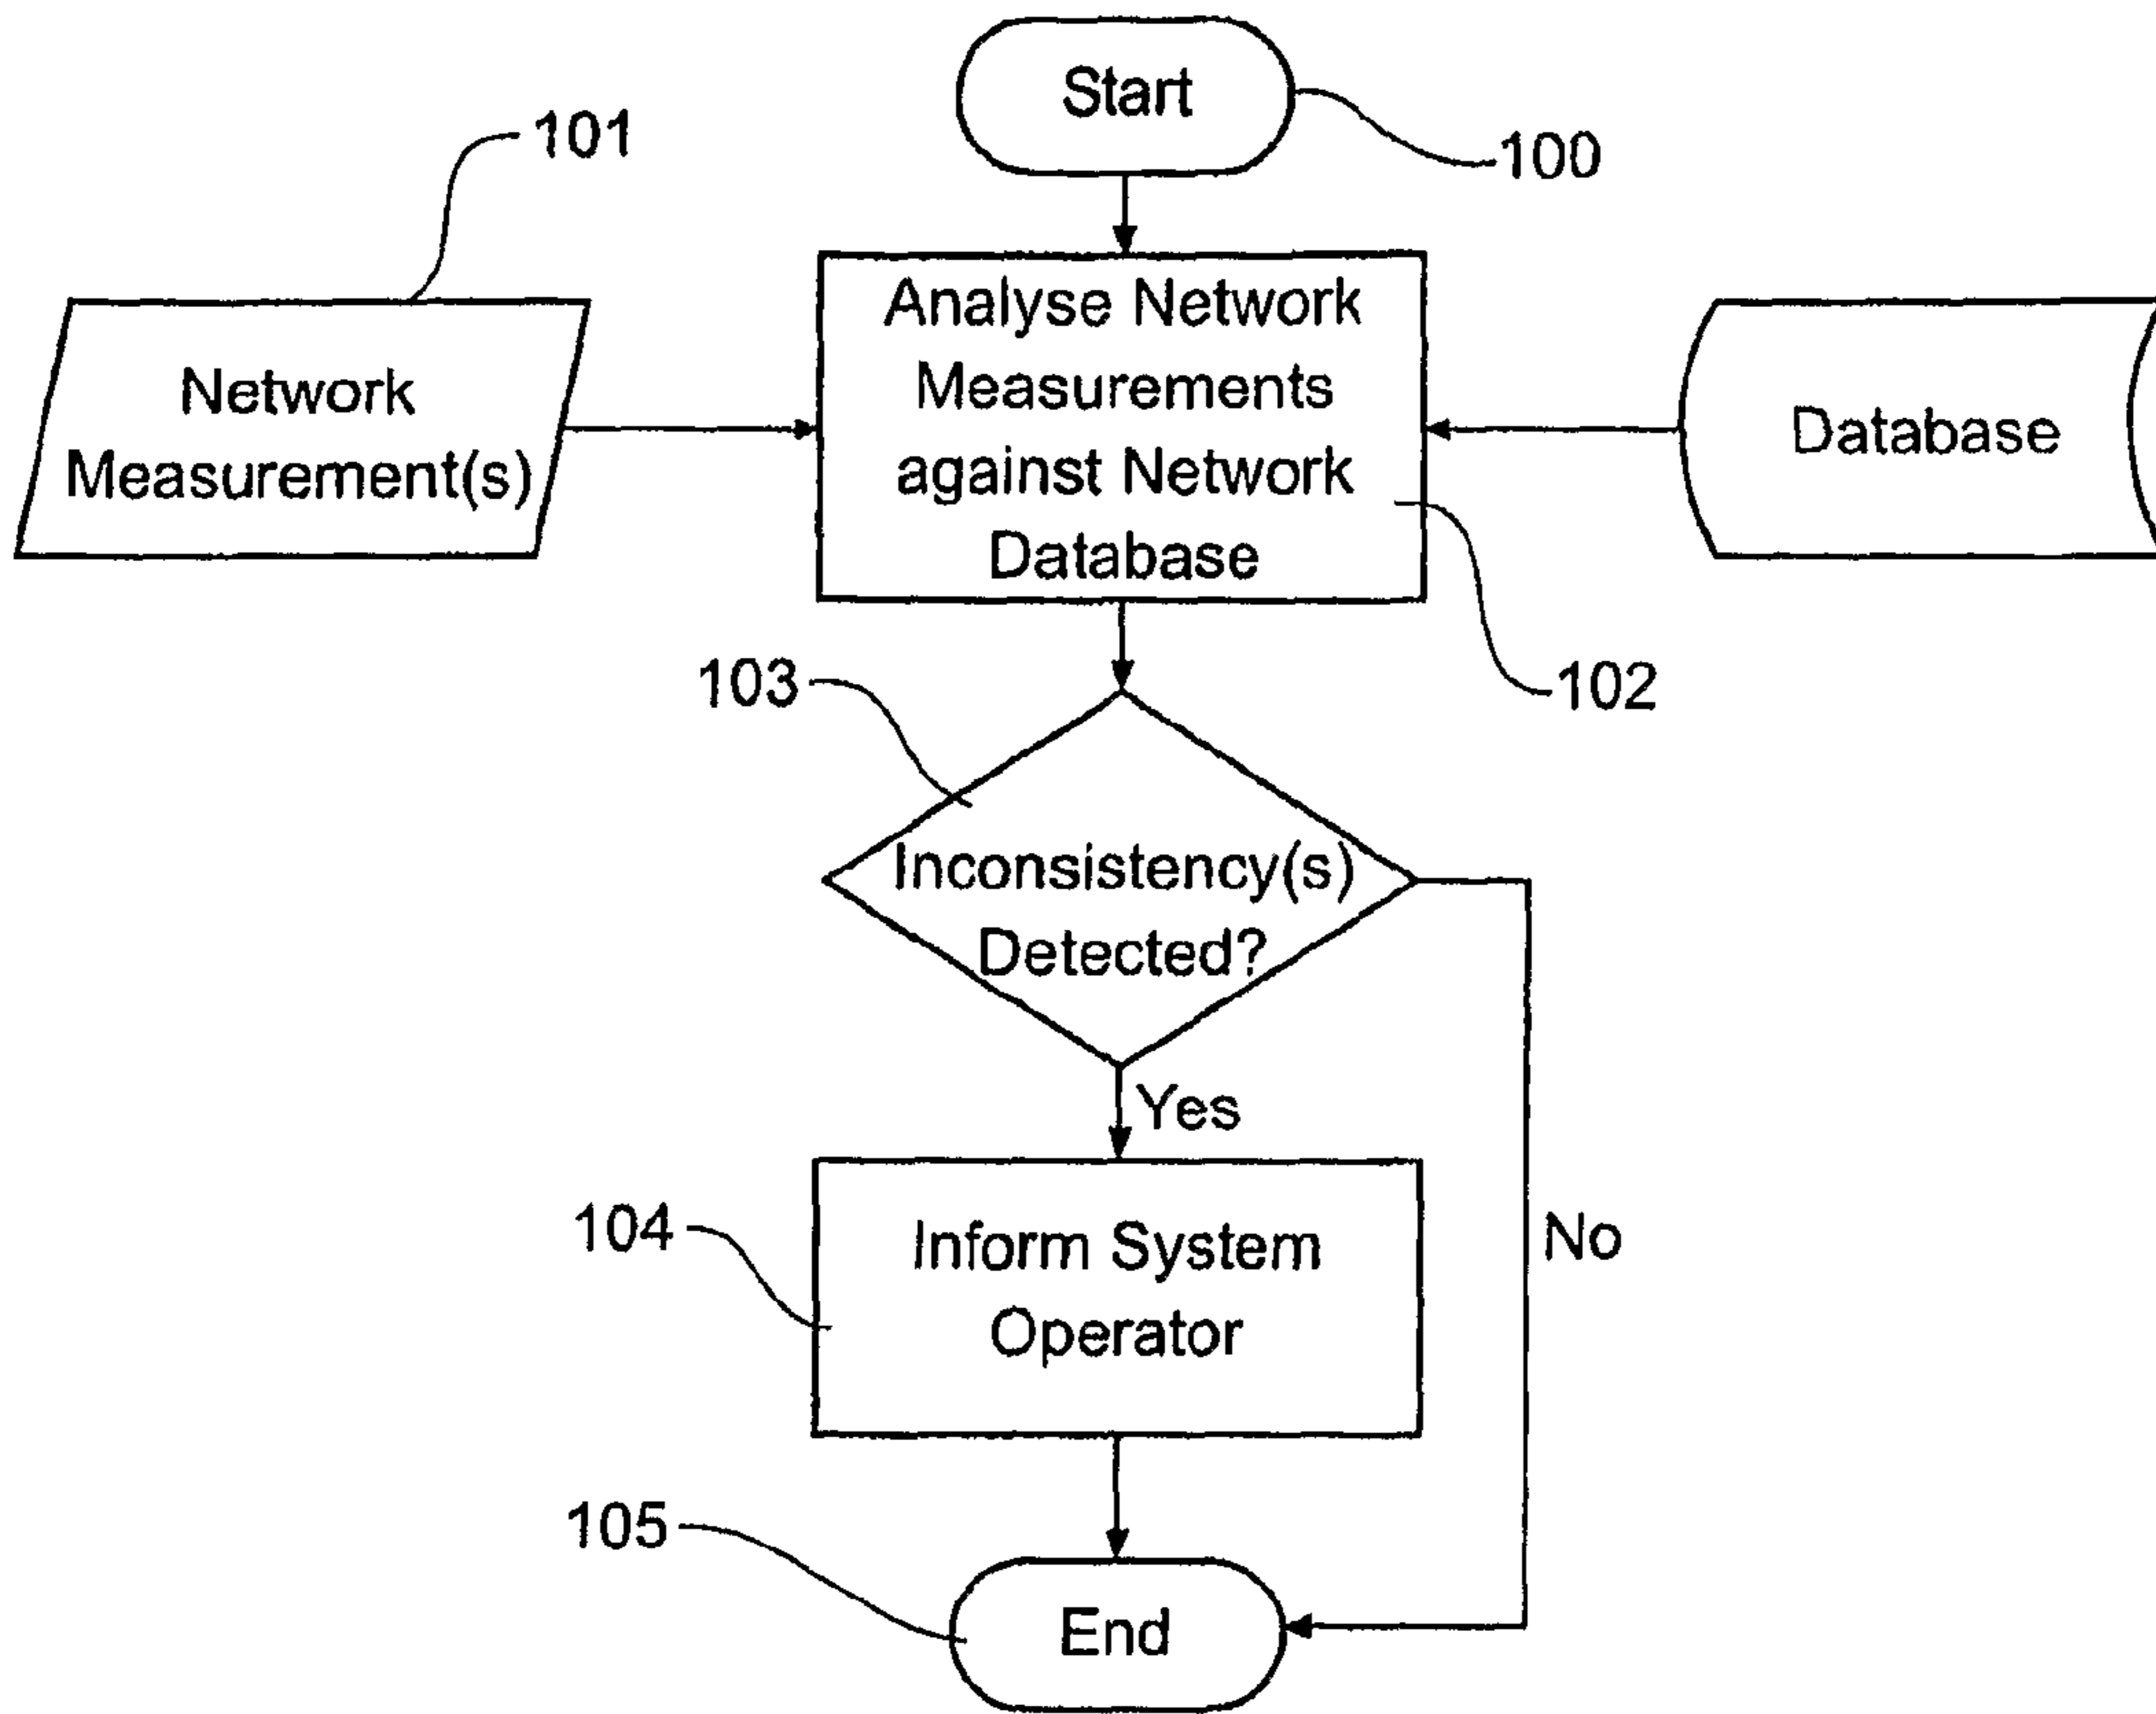 Start
100
101
Network
Measurement(s)
Analyse Network
Measurements
against Network
Database
Database
102
103
Inconsistency(s)
Detected?
Yes
No
104
Inform System
Operator
105
End